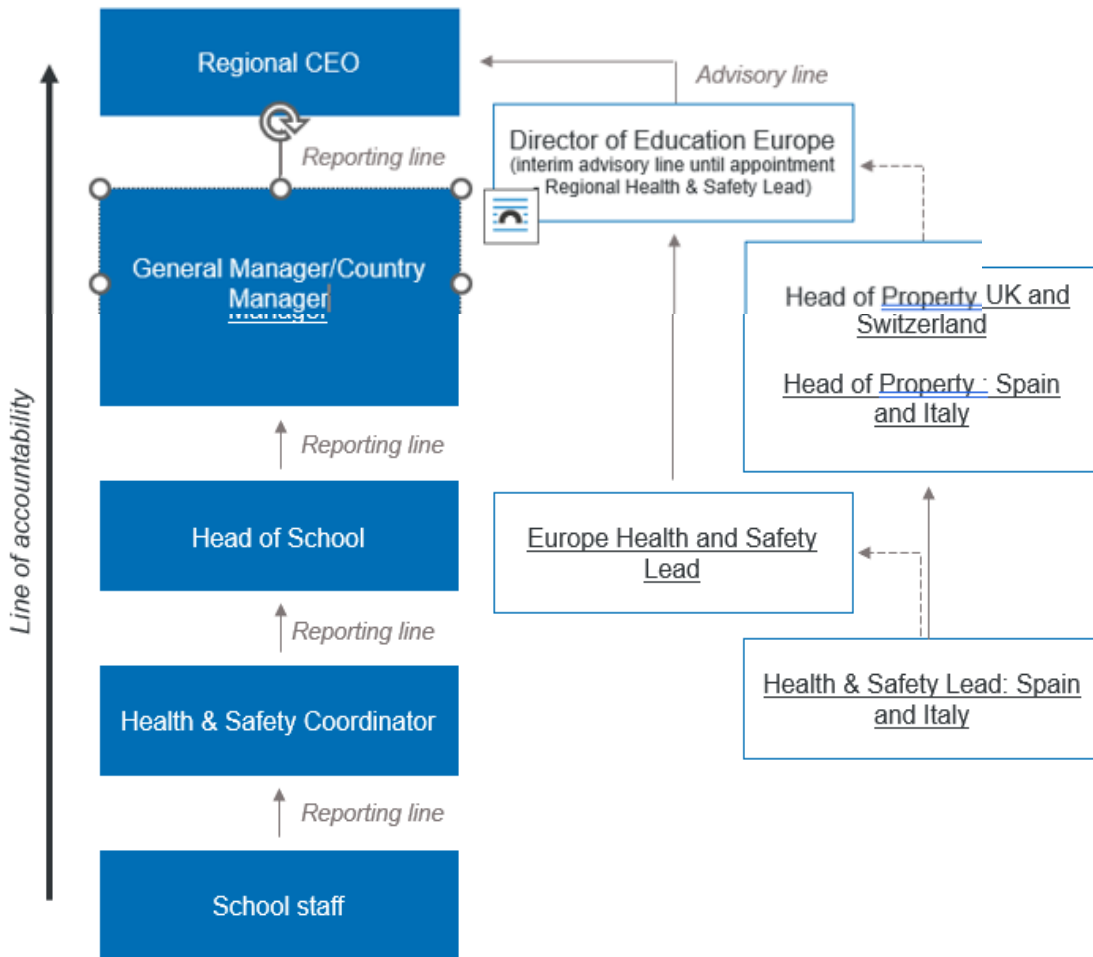 Regional CEO
Advisory line
Director of Education Europe
(interim advisory line until appointment
- Regional Health & Safety Lead)
Reporting line
General Manager/Country
Manager
Manager
Head of Property UK and
Switzerland
Head of Property : Spain
and Italy
Line of accountability
Reporting line
Head of School
Europe Health and Safety
Lead
Reporting line
Health & Safety Coordinator
Health & Safety Lead: Spain
and Italy
Reporting line
School staff